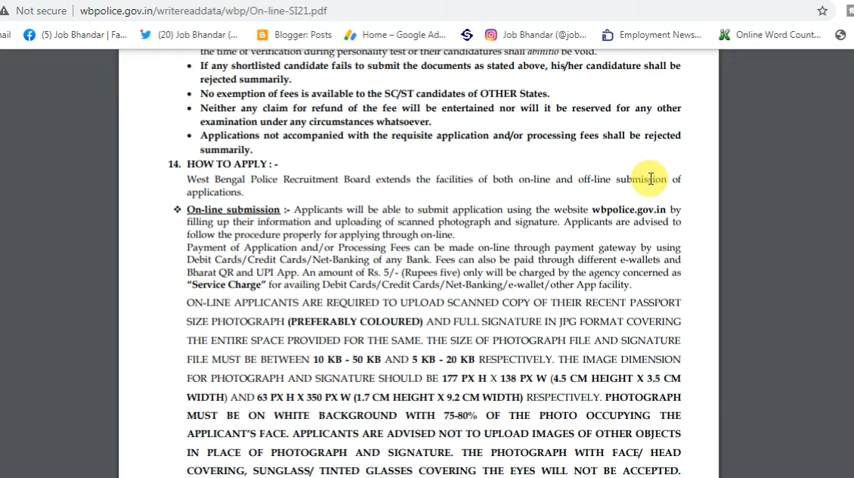 Not secure | wbpolice.gov.in/writereaddata/wbp/On-line-SI21.pdf
ail (5) Job Bhandar | Fa... (20) Job Bhandar (... Blogger: Posts Home – Google Ads... Job Bhandar (@job... Employment News... Online Word Count...
the time of verification during personality test or their candidatures shall abinitio be void.
• If any shortlisted candidate fails to submit the documents as stated above, his/her candidature shall be
rejected summarily.
• No exemption of fees is available to the SC/ST candidates of OTHER States.
• Neither any claim for refund of the fee will be entertained nor will it be reserved for any other
examination under any circumstances whatsoever.
• Applications not accompanied with the requisite application and/or processing fees shall be rejected
summarily.
14. HOW TO APPLY : -
West Bengal Police Recruitment Board extends the facilities of both on-line and off-line submission of
applications.
❖ On-line submission :- Applicants will be able to submit application using the website wbpolice.gov.in by
filling up their information and uploading of scanned photograph and signature. Applicants are advised to
follow the procedure properly for applying through on-line.
Payment of Application and/or Processing Fees can be made on-line through payment gateway by using
Debit Cards/Credit Cards/Net-Banking of any Bank. Fees can also be paid through different e-wallets and
Bharat QR and UPI App. An amount of Rs. 5/- (Rupees five) only will be charged by the agency concerned as
“Service Charge” for availing Debit Cards/Credit Cards/Net-Banking/e-wallet/other App facility.
ON-LINE APPLICANTS ARE REQUIRED TO UPLOAD SCANNED COPY OF THEIR RECENT PASSPORT
SIZE PHOTOGRAPH (PREFERABLY COLOURED) AND FULL SIGNATURE IN JPG FORMAT COVERING
THE ENTIRE SPACE PROVIDED FOR THE SAME. THE SIZE OF PHOTOGRAPH FILE AND SIGNATURE
FILE MUST BE BETWEEN 10 KB - 50 KB AND 5 KB - 20 KB RESPECTIVELY. THE IMAGE DIMENSION
FOR PHOTOGRAPH AND SIGNATURE SHOULD BE 177 PX H X 138 PX W (4.5 CM HEIGHT X 3.5 CM
WIDTH) AND 63 PX H X 350 PX W (1.7 CM HEIGHT X 9.2 CM WIDTH) RESPECTIVELY. PHOTOGRAPH
MUST BE ON WHITE BACKGROUND WITH 75-80% OF THE PHOTO OCCUPYING THE
APPLICANT'S FACE. APPLICANTS ARE ADVISED NOT TO UPLOAD IMAGES OF OTHER OBJECTS
IN PLACE OF PHOTOGRAPH AND SIGNATURE. THE PHOTOGRAPH WITH FACE/ HEAD
COVERING, SUNGLASS/ TINTED GLASSES COVERING THE EYES WILL NOT BE ACCEPTED.